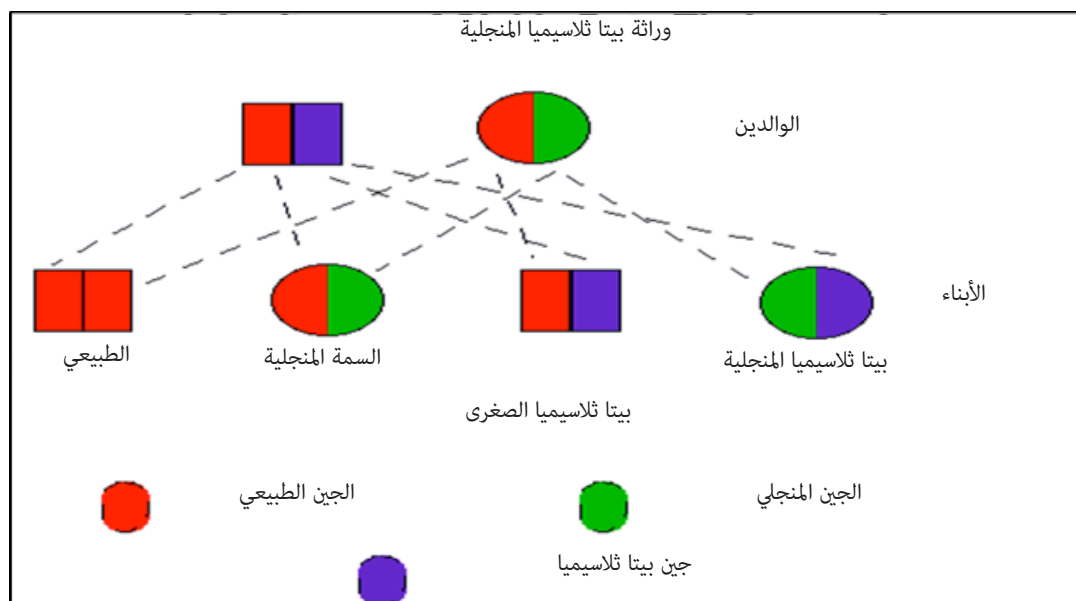 وراثة بيتا ثلاسيميا المنجلية
الوالدين
الأبناء
بيتا ثلاسيميا المنجلية
السمة المنجلية
الطبيعي
بيتا ثلاسيميا الصغرى
الجين المنجلي
الجين الطبيعي
جين بيتا ثلاسيميا